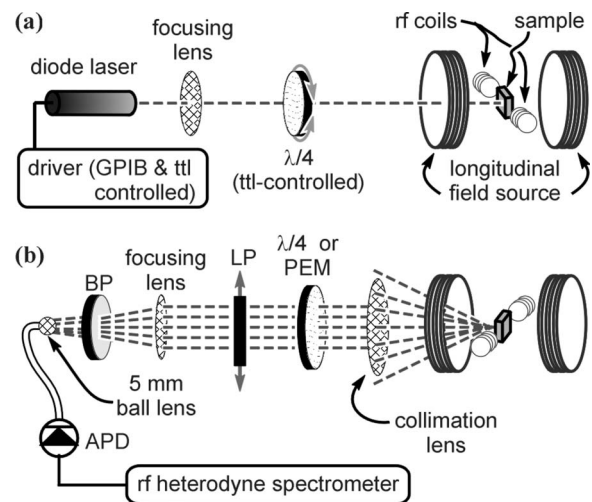 (a)
focusing
lens
diode laser
driver (GPIB & ttl
controlled)
λ/4
(ttl-controlled)
rf coils
sample
longitudinal
field source
(b)
BP
focusing
lens
LP
λ/4 or
PEM
5 mm
ball lens
APD
collimation
lens
rf heterodyne spectrometer